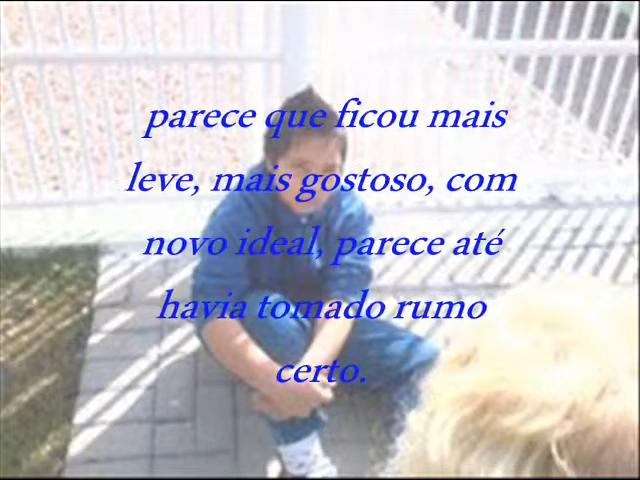 parece que ficou mais
leve, mais gostoso, com
novo ideal, parece até
havia tomado rumo
certo.